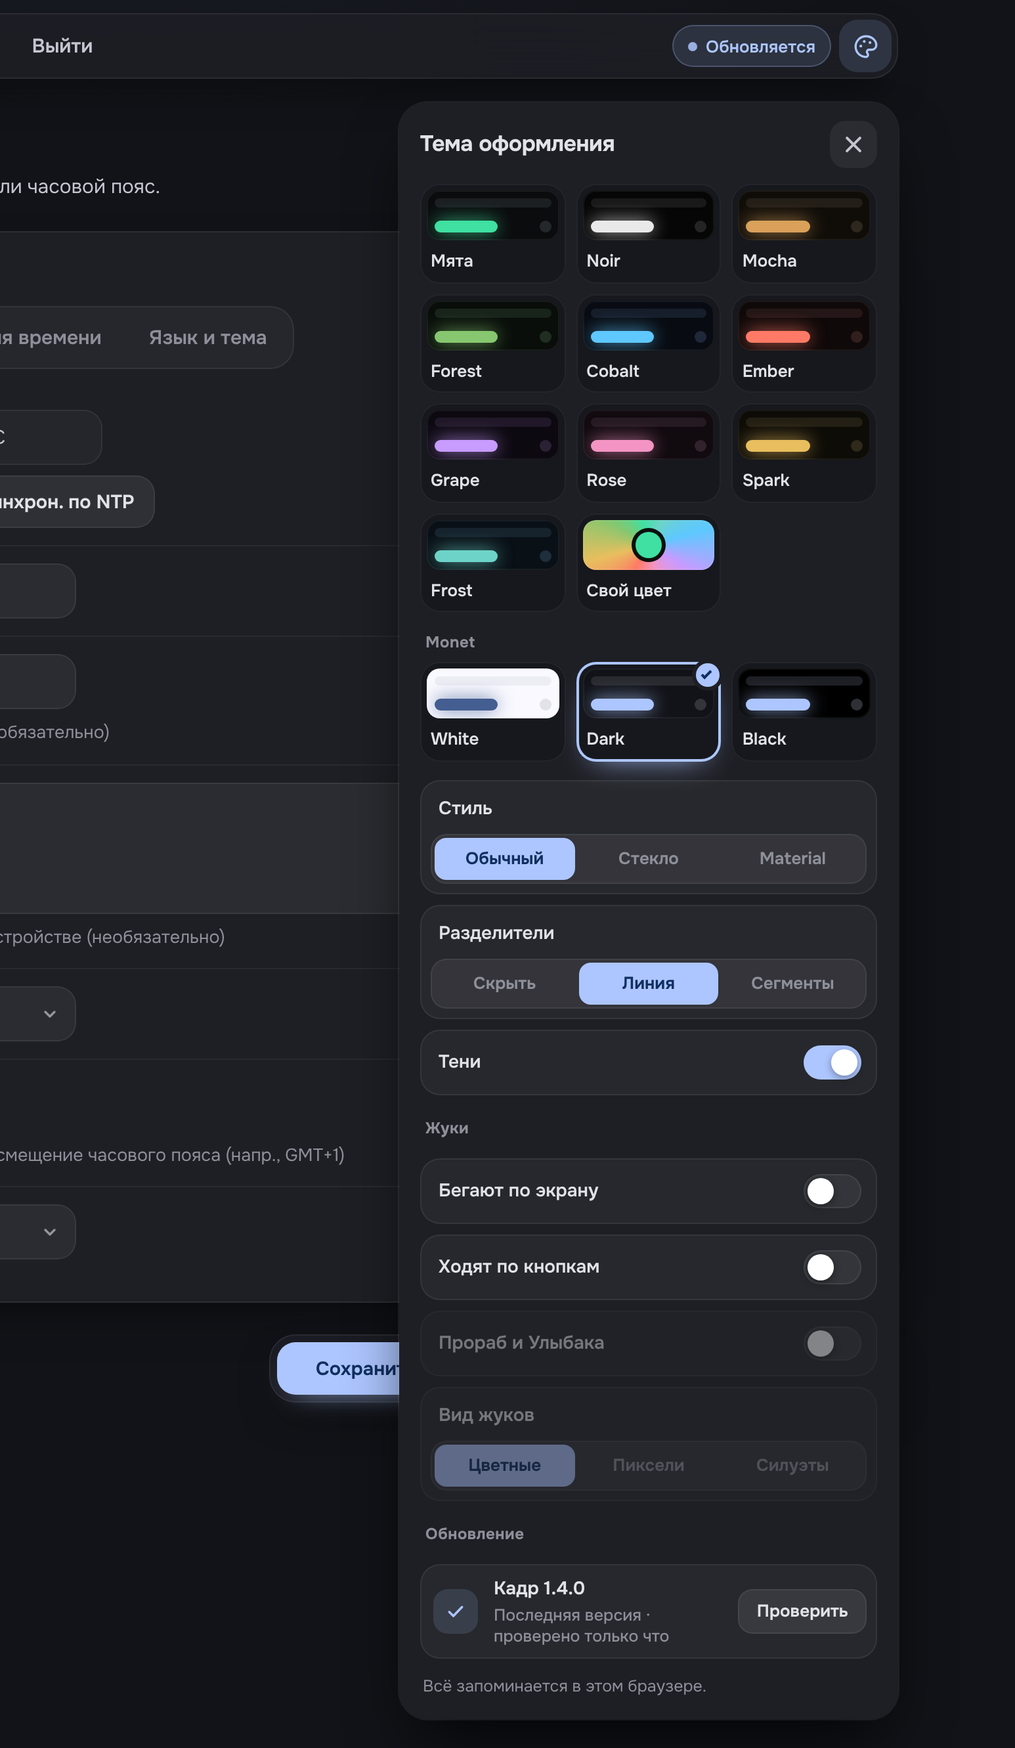 Выйти
Обновляется
Тема оформления
ли часовой пояс.
Мята
Noir
Mocha
я времени
Язык и тема
Forest
Cobalt
Ember
Grape
Rose
Spark
нхрон. по NTP
Frost
Свой цвет
Monet
White
Dark
Black
обязательно)
Стиль
Обычный
Стекло
Material
Разделители
стройстве (необязательно)
Скрыть
Линия
Сегменты
Тени
Жуки
смещение часового пояса (напр., GMT+1)
Бегают по экрану
Ходят по кнопкам
Прораб и Улыбака
Сохранит
Вид жуков
Цветные
Пиксели
Силуэты
Обновление
Кадр 1.4.0
Последняя версия ·
проверено только что
Проверить
Всё запоминается в этом браузере.